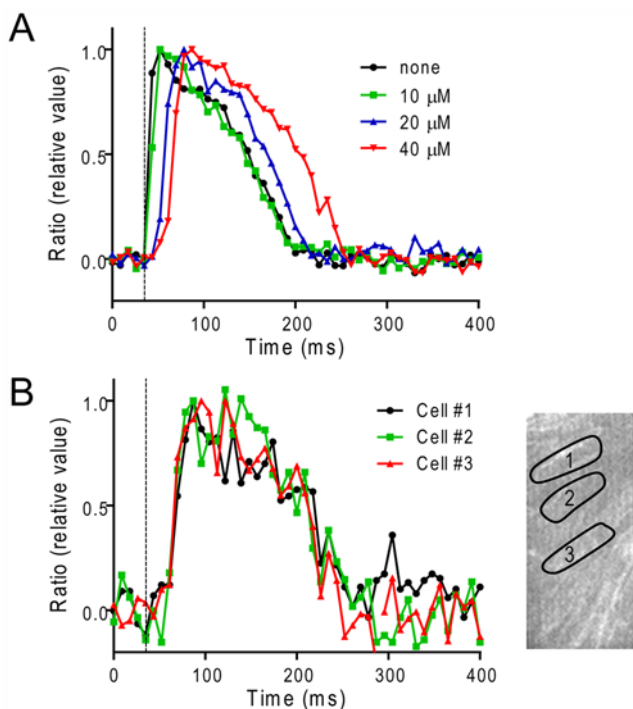 A
Ratio (relative value)
1.0
0.5
0.0
none
10 μM
20 μM
40 μM
0
100
200
300
400
Time (ms)
B
Ratio (relative value)
1.0
0.5
0.0
Cell #1
Cell #2
Cell #3
0
100
200
300
400
Time (ms)
1
2
3